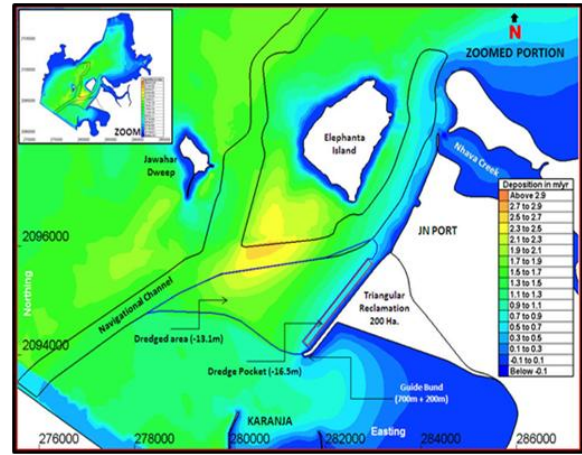 N
ZOOMED PORTION
ZOOM
Elephanta
Island
Jawahar
Dweep
Nhava Creek
Deposition in m/yr
Above 2.9
2.7 to 2.9
2.5 to 2.7
2.3 to 2.5
2.1 to 2.3
1.9 to 2.1
1.7 to 1.9
1.5 to 1.7
1.3 to 1.5
1.1 to 1.3
0.9 to 1.1
0.7 to 0.9
0.5 to 0.7
0.3 to 0.5
0.1 to 0.3
-0.1 to 0.1
Below -0.1
JN PORT
2096000
Northing
Navigational Channel
Triangular
Reclamation
200 Ha.
Dredged area (-13.1m)
2094000
Dredge Pocket (-16.5m)
Guide Bund
(700m + 200m)
KARANJA
Easting
276000
278000
280000
282000
284000
286000